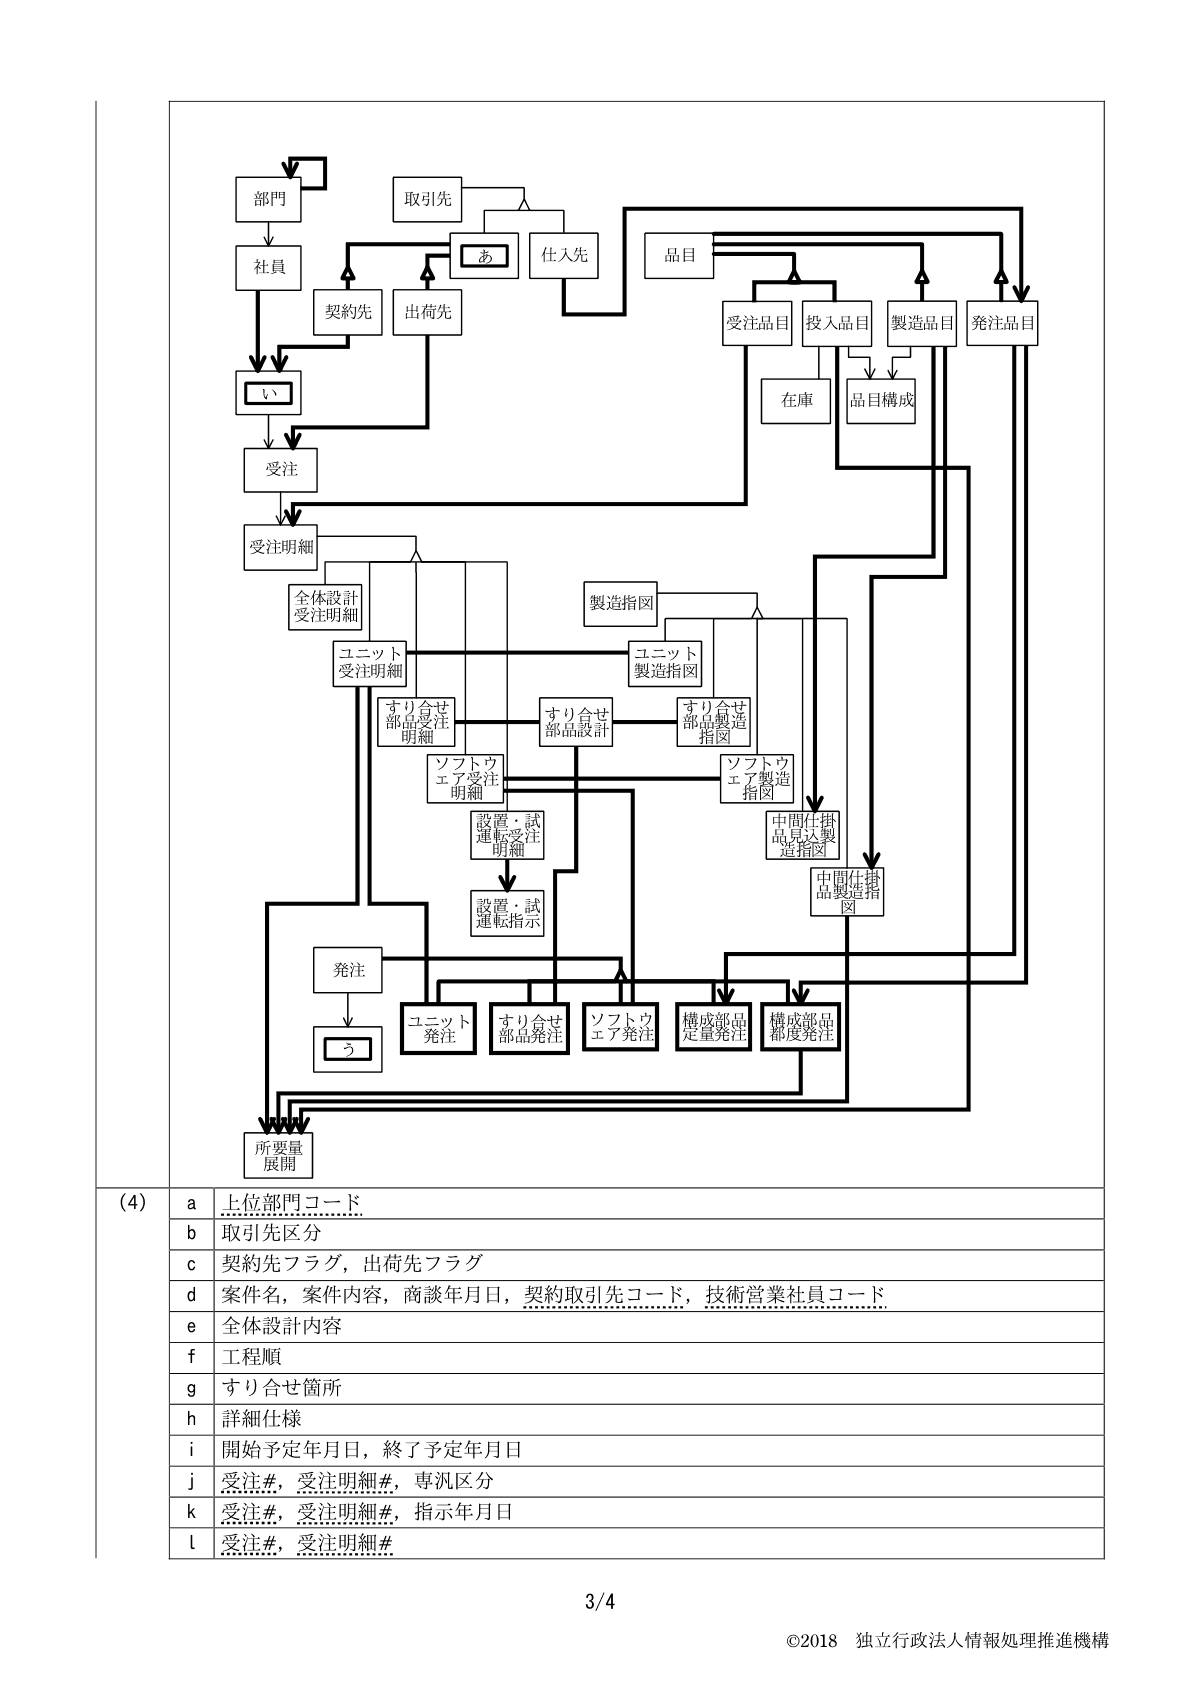 部門
取引先
社員
あ
仕入先
品目
契約先
出荷先
受注品目
投入品目
製造品目
発注品目
い
在庫
品目構成
受注
受注明細
全体設計
受注明細
製造指図
ユニット
受注明細
ユニット
製造指図
すり合せ
部品受注
明細
すり合せ
部品設計
すり合せ
部品製造
指図
ソフトウ
ェア受注
明細
ソフトウ
ェア製造
指図
設置・試
運転受注
明細
中間仕掛
品見込製
造指図
中間仕掛
品製造指
図
設置・試
運転指示
発注
ユニット
発注
すり合せ
部品発注
ソフトウ
ェア発注
構成部品
定量発注
構成部品
都度発注
う
所要量
展開
(4)
a 上位部門コード
b 取引先区分
c 契約先フラグ，出荷先フラグ
d 案件名，案件内容，商談年月日，契約取引先コード，技術営業社員コード
e 全体設計内容
f 工程順
g すり合せ箇所
h 詳細仕様
i 開始予定年月日，終了予定年月日
j 受注#，受注明細#，専汎区分
k 受注#，受注明細#，指示年月日
l 受注#，受注明細#
3/4
©2018 独立行政法人情報処理推進機構